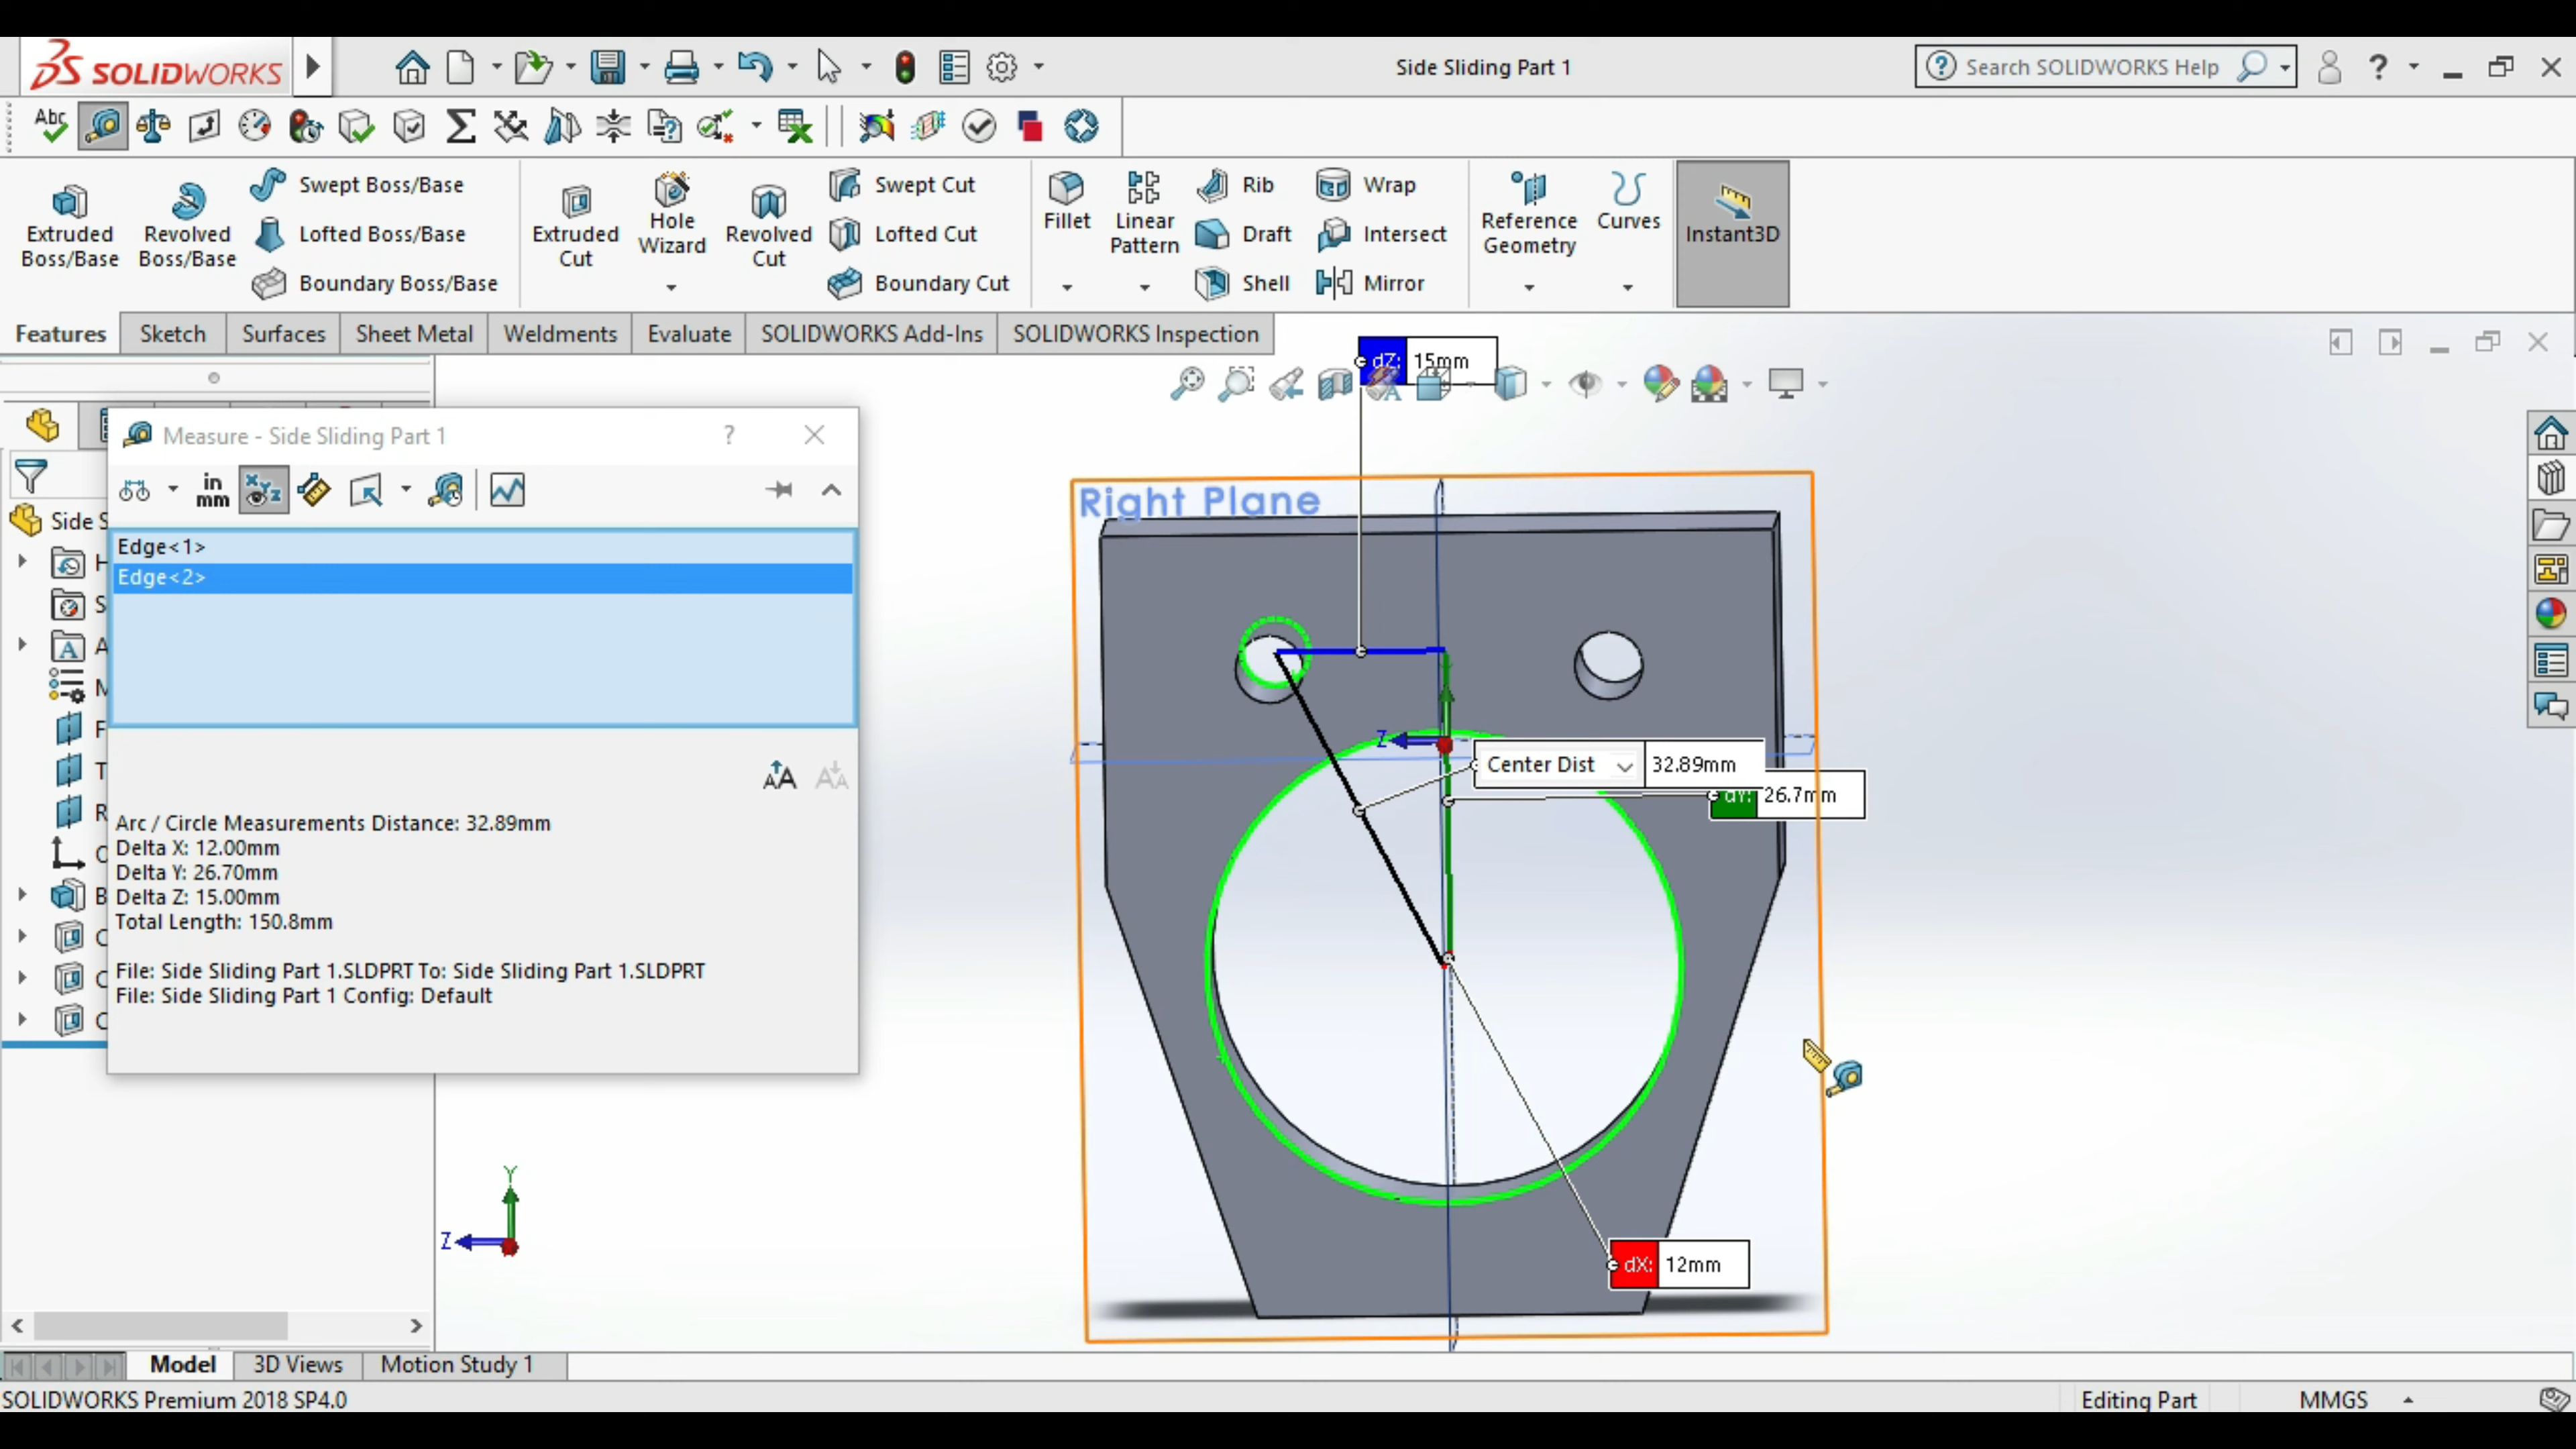 SOLIDWORKS
Side Sliding Part 1
Search SOLIDWORKS Help
?
Abc
Extruded Boss/Base
Revolved Boss/Base
Swept Boss/Base
Lofted Boss/Base
Boundary Boss/Base
Extruded Cut
Hole Wizard
Revolved Cut
Swept Cut
Lofted Cut
Boundary Cut
Fillet
Linear Pattern
Rib
Draft
Shell
Wrap
Intersect
Mirror
Reference Geometry
Curves
Instant3D
Features Sketch Surfaces Sheet Metal Weldments Evaluate SOLIDWORKS Add-Ins SOLIDWORKS Inspection
dZ: 15mm
Measure - Side Sliding Part 1 ?
in mm
XYZ
Side S
Edge<1>
Edge<2>
H
S
A
M
F
T
R
O
B
C
C
C
Arc / Circle Measurements Distance: 32.89mm
Delta X: 12.00mm
Delta Y: 26.70mm
Delta Z: 15.00mm
Total Length: 150.8mm
File: Side Sliding Part 1.SLDPRT To: Side Sliding Part 1.SLDPRT
File: Side Sliding Part 1 Config: Default
Right Plane
Z
Center Dist 32.89mm
dY: 26.7mm
dX: 12mm
Y
Z
Model 3D Views Motion Study 1
SOLIDWORKS Premium 2018 SP4.0
Editing Part
MMGS